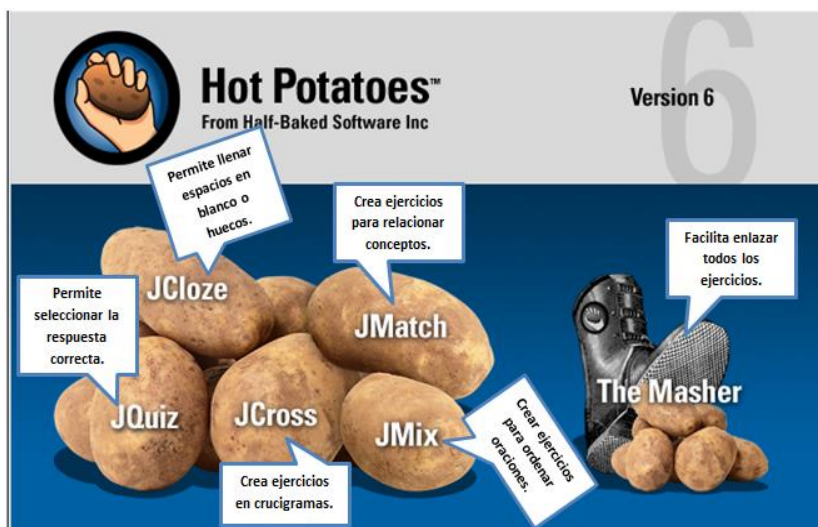 Hot Potatoes™
From Half-Baked Software Inc
Version 6
6
Permite llenar
espacios en
blanco o
huecos.
Crea ejercicios
para relacionar
conceptos.
Facilita enlazar
todos los
ejercicios.
Permite
seleccionar la
respuesta
correcta.
JCloze
JMatch
The Masher
JQuiz
JCross
JMix
Crear ejercicios
para ordenar
oraciones.
Crea ejercicios
en crucigramas.